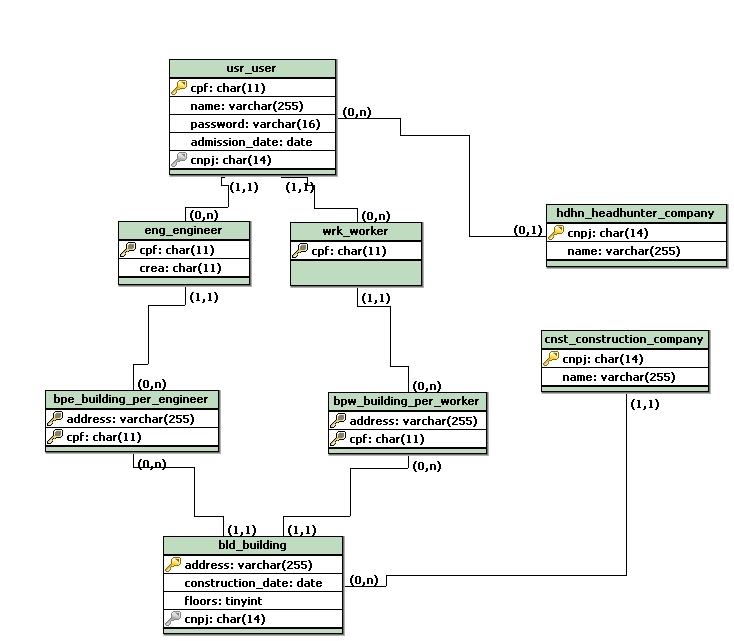 usr_user
cpf: char(11)
name: varchar(255)
password: varchar(16)
admission_date: date
cnpj: char(14)
(0,n)
(1,1)
(1,1)
(0,n)
(0,n)
(0,1)
hdhn_headhunter_company
cnpj: char(14)
name: varchar(255)
eng_engineer
cpf: char(11)
crea: char(11)
wrk_worker
cpf: char(11)
(1,1)
(1,1)
cnst_construction_company
cnpj: char(14)
name: varchar(255)
(1,1)
(0,n)
(0,n)
bpe_building_per_engineer
address: varchar(255)
cpf: char(11)
bpw_building_per_worker
address: varchar(255)
cpf: char(11)
(0,n)
(0,n)
(1,1)
(1,1)
bld_building
address: varchar(255)
construction_date: date
floors: tinyint
cnpj: char(14)
(0,n)